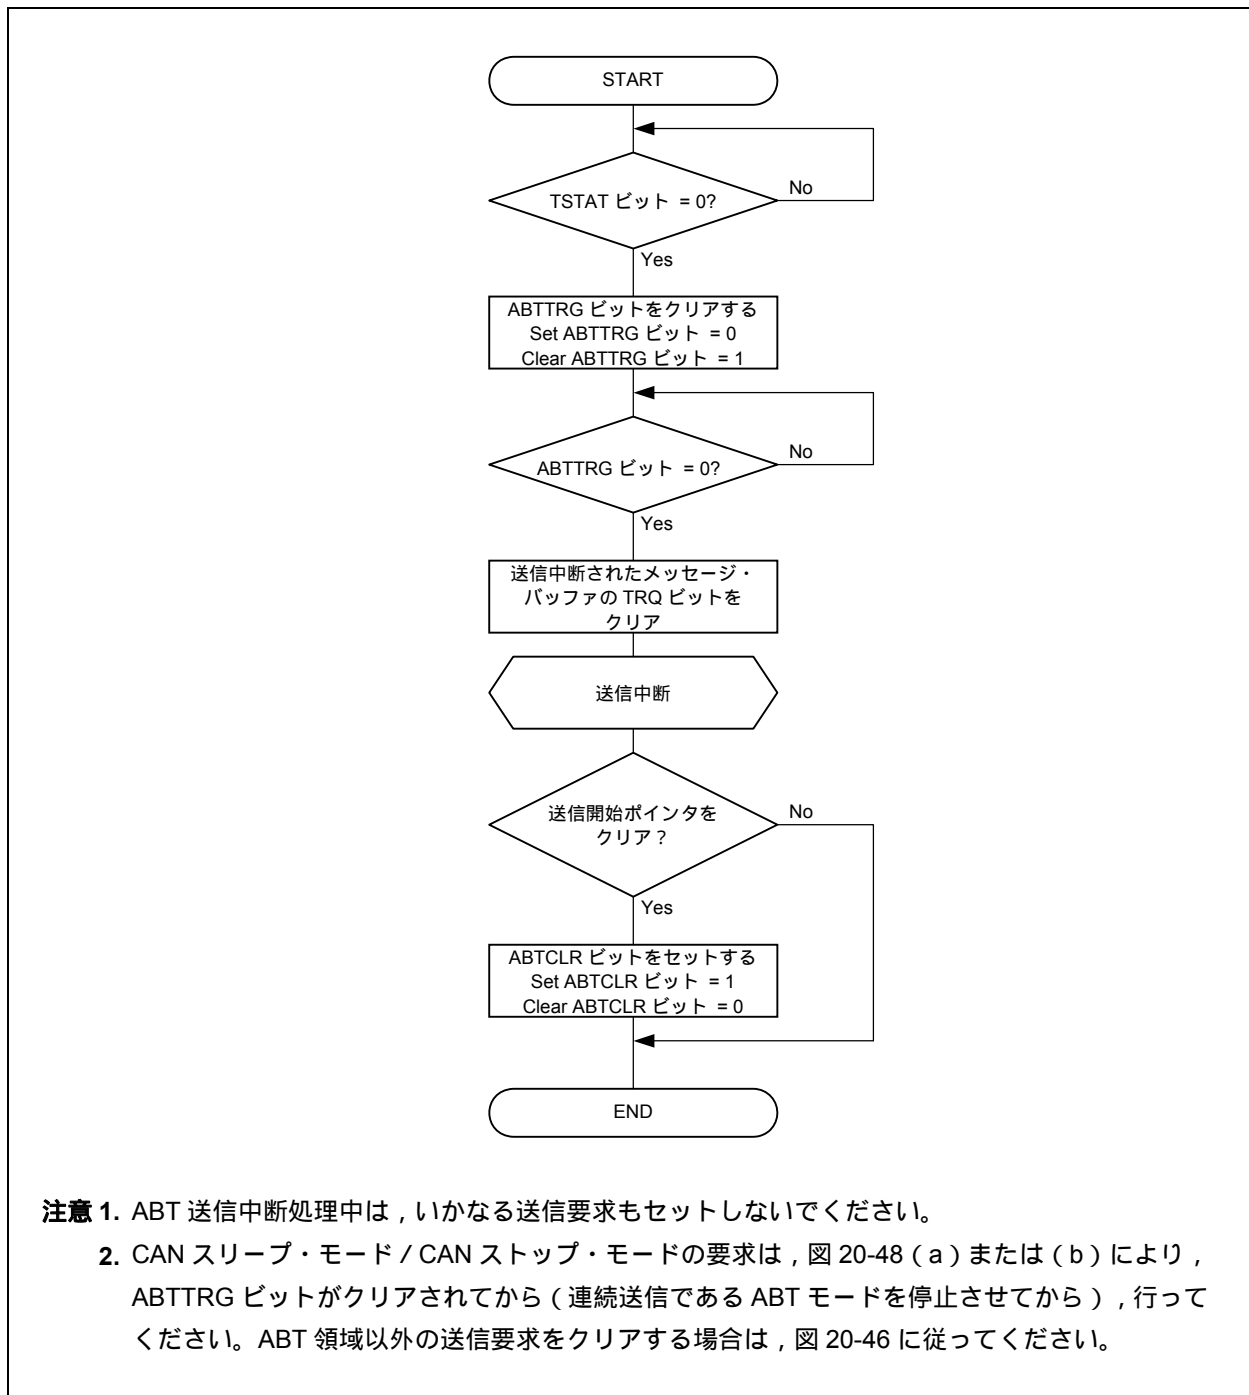 START
TSTAT ビット = 0?
No
Yes
ABTTRG ビットをクリアする
Set ABTTRG ビット = 0
Clear ABTTRG ビット = 1
ABTTRG ビット = 0?
No
Yes
送信中断されたメッセージ・
バッファの TRQ ビットを
クリア
送信中断
送信開始ポインタを
クリア？
No
Yes
ABTCLR ビットをセットする
Set ABTCLR ビット = 1
Clear ABTCLR ビット = 0
END
注意 1. ABT 送信中断処理中は，いかなる送信要求もセットしないでください。
2. CAN スリープ・モード／CAN ストップ・モードの要求は，図 20-48（a）または（b）により，
ABTTRG ビットがクリアされてから（連続送信である ABT モードを停止させてから），行って
ください。ABT 領域以外の送信要求をクリアする場合は，図 20-46 に従ってください。